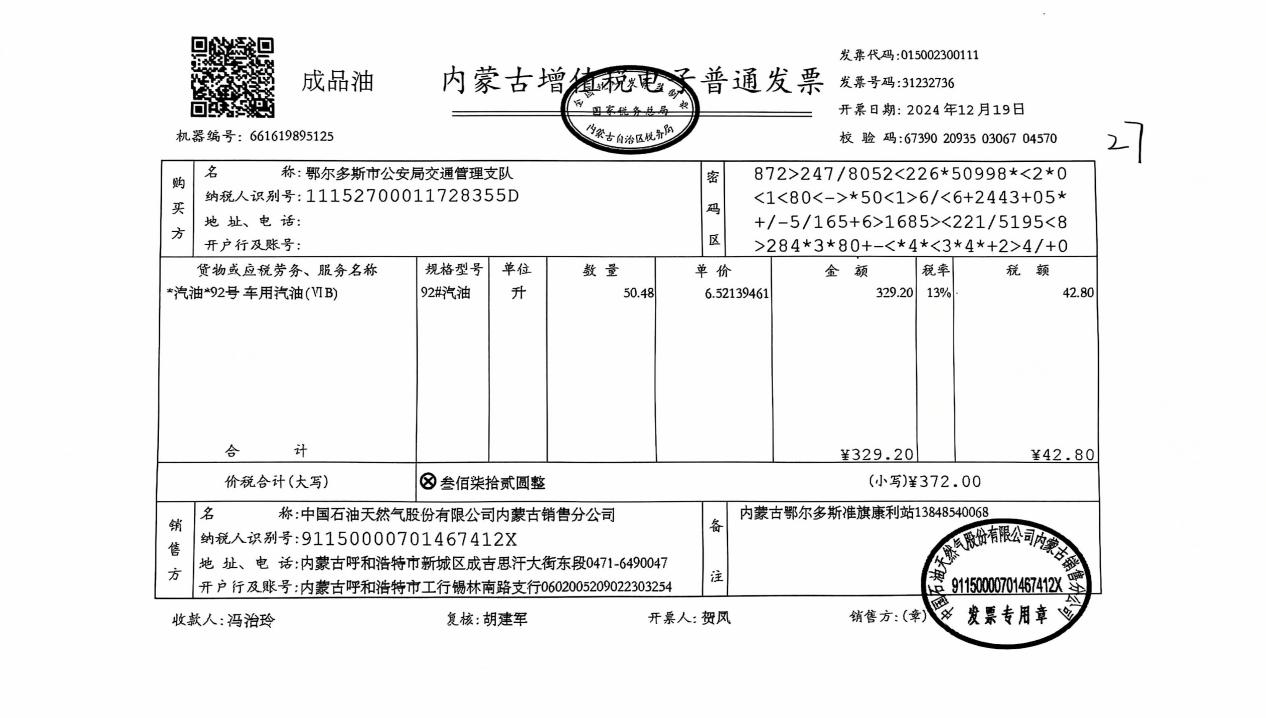 成品油
内蒙古增值税电子普通发票
全国统一发票监制章
国家税务总局
内蒙古自治区税务局
发票代码:015002300111
发票号码:31232736
开票日期: 2024年12月19日
校 验 码:67390 20935 03067 04570
机器编号: 661619895125
27
购买方
名 称: 鄂尔多斯市公安局交通管理支队
纳税人识别号: 11152700011728355D
地 址、电 话:
开户行及账号:
密码区
872>247/8052<226*50998*<2*0
<1<80<->*50<1>6/<6+2443+05*
+/-5/165+6>1685><221/5195<8
>284*3*80+-<*4*<3*4*+2>4/+0
货物或应税劳务、服务名称 规格型号 单位 数 量 单 价 金 额 税率 税 额
*汽油*92号 车用汽油(ⅥB) 92#汽油 升 50.48 6.52139461 329.20 13% 42.80
合 计 ¥329.20 ¥42.80
价税合计(大写) ⊗叁佰柒拾贰圆整 (小写)¥372.00
销售方
名 称:中国石油天然气股份有限公司内蒙古销售分公司
纳税人识别号:91150000701467412X
地 址、电 话:内蒙古呼和浩特市新城区成吉思汗大街东段0471-6490047
开户行及账号:内蒙古呼和浩特市工行锡林南路支行0602005209022303254
备注
内蒙古鄂尔多斯准旗康利站13848540068
收款人:冯治玲 复核:胡建军 开票人:贺凤 销售方:(章)
中国石油天然气股份有限公司内蒙古销售分公司
91150000701467412X
发票专用章